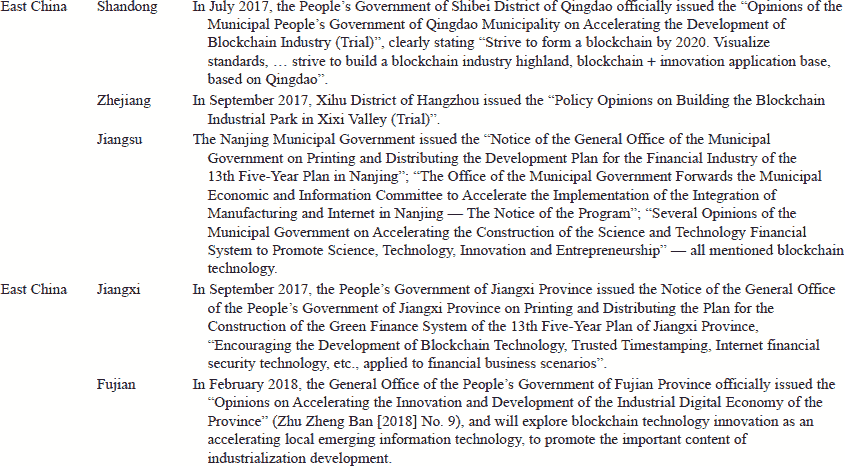 East China Shandong In July 2017, the People’s Government of Shibei District of Qingdao officially issued the “Opinions of the
Municipal People’s Government of Qingdao Municipality on Accelerating the Development of
Blockchain Industry (Trial)”, clearly stating “Strive to form a blockchain by 2020. Visualize
standards, … strive to build a blockchain industry highland, blockchain + innovation application base,
based on Qingdao”.
Zhejiang In September 2017, Xihu District of Hangzhou issued the “Policy Opinions on Building the Blockchain
Industrial Park in Xixi Valley (Trial)”.
Jiangsu The Nanjing Municipal Government issued the “Notice of the General Office of the Municipal
Government on Printing and Distributing the Development Plan for the Financial Industry of the
13th Five-Year Plan in Nanjing”; “The Office of the Municipal Government Forwards the Municipal
Economic and Information Committee to Accelerate the Implementation of the Integration of
Manufacturing and Internet in Nanjing — The Notice of the Program”; “Several Opinions of the
Municipal Government on Accelerating the Construction of the Science and Technology Financial
System to Promote Science, Technology, Innovation and Entrepreneurship” — all mentioned blockchain
technology.
East China Jiangxi In September 2017, the People’s Government of Jiangxi Province issued the Notice of the General Office
of the People’s Government of Jiangxi Province on Printing and Distributing the Plan for the
Construction of the Green Finance System of the 13th Five-Year Plan of Jiangxi Province,
“Encouraging the Development of Blockchain Technology, Trusted Timestamping, Internet financial
security technology, etc., applied to financial business scenarios”.
Fujian In February 2018, the General Office of the People’s Government of Fujian Province officially issued the
“Opinions on Accelerating the Innovation and Development of the Industrial Digital Economy of the
Province” (Zhu Zheng Ban [2018] No. 9), and will explore blockchain technology innovation as an
accelerating local emerging information technology, to promote the important content of
industrialization development.